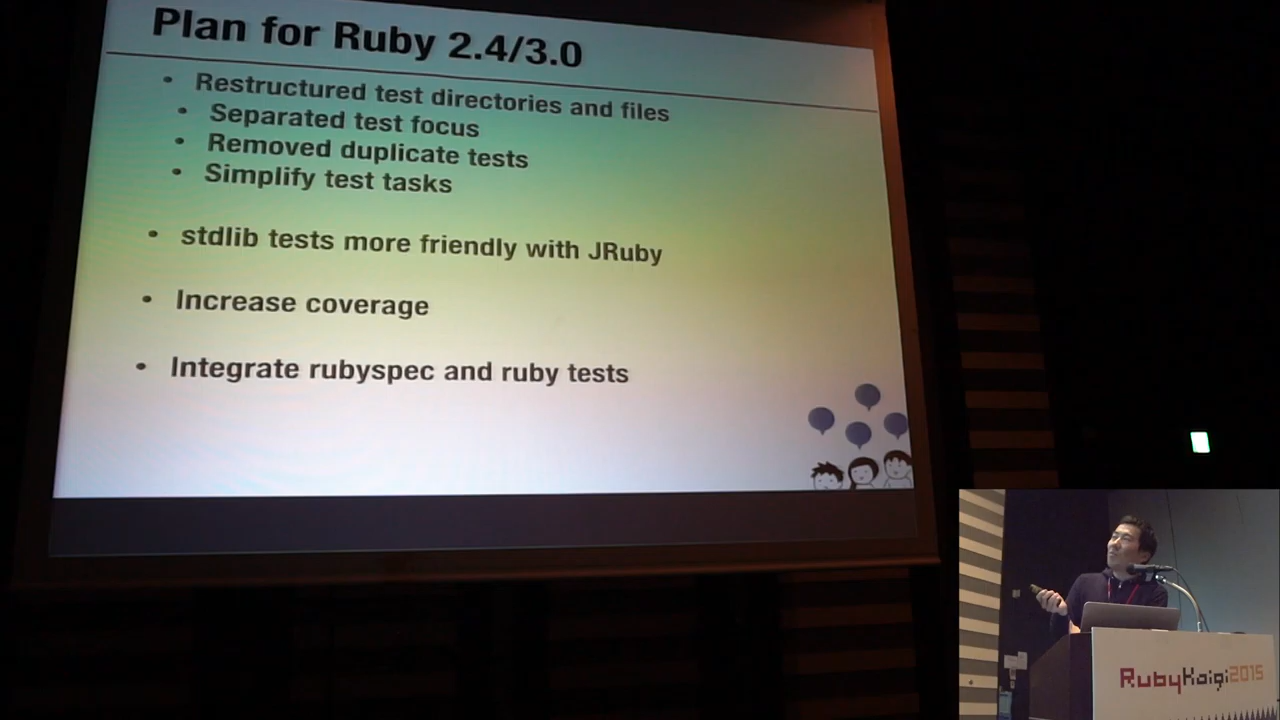 Plan for Ruby 2.4/3.0
• Restructured test directories and files
• Separated test focus
• Removed duplicate tests
• Simplify test tasks
• stdlib tests more friendly with JRuby
• Increase coverage
• Integrate rubyspec and ruby tests
RubyKaigi2015